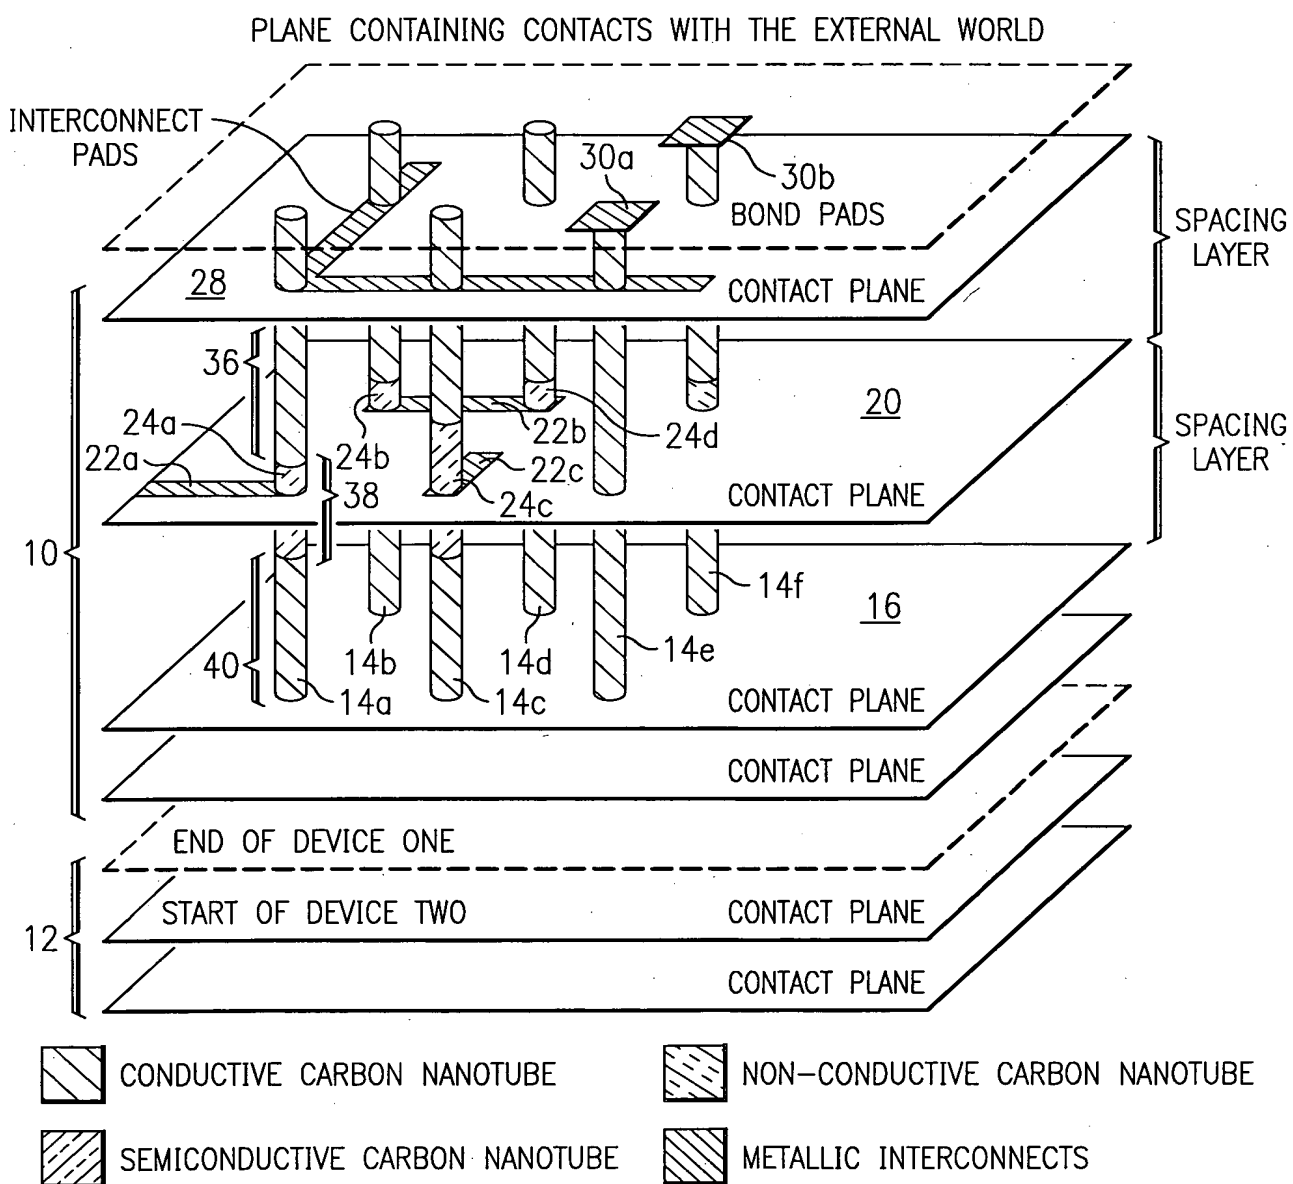 PLANE CONTAINING CONTACTS WITH THE EXTERNAL WORLD
INTERCONNECT
PADS
30a
30b
BOND PADS
SPACING
LAYER
28
CONTACT PLANE
36
24a
22a
24b
22b
24d
20
22c
24c
38
CONTACT PLANE
SPACING
LAYER
10
14f
16
40
14b
14d
14e
14a
14c
CONTACT PLANE
CONTACT PLANE
END OF DEVICE ONE
START OF DEVICE TWO
CONTACT PLANE
12
CONTACT PLANE
CONDUCTIVE CARBON NANOTUBE
NON-CONDUCTIVE CARBON NANOTUBE
SEMICONDUCTIVE CARBON NANOTUBE
METALLIC INTERCONNECTS